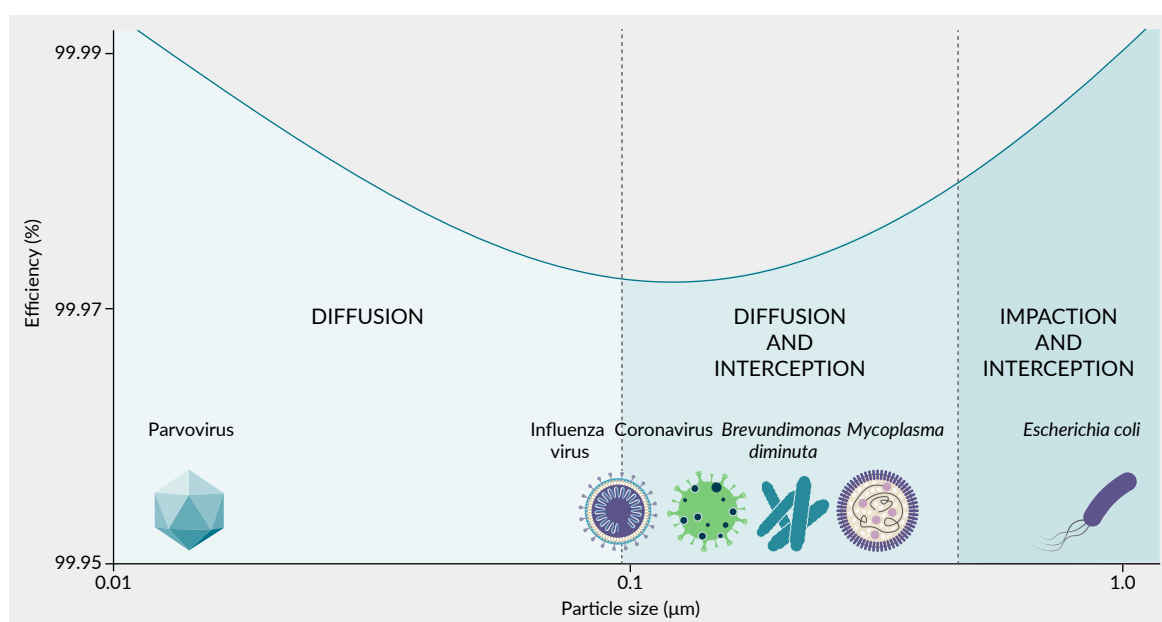 99.99
99.97
99.95
Efficiency (%)
DIFFUSION
DIFFUSION
AND
INTERCEPTION
IMPACTION
AND
INTERCEPTION
Parvovirus
Influenza
virus
Coronavirus
Brevundimonas
diminuta
Mycoplasma
Escherichia coli
0.01
0.1
1.0
Particle size (µm)